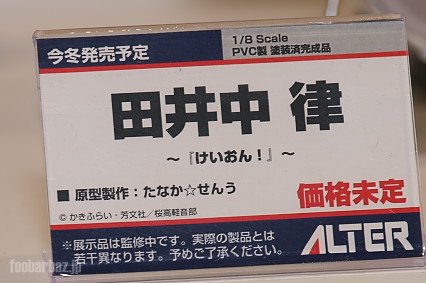 今冬発売予定
1/8 Scale
PVC製 塗装済完成品
田井中 律
～『けいおん！』～
■ 原型製作：たなか☆せんう
価格未定
© かきふらい・芳文社／桜高軽音部
※展示品は監修中です。実際の製品とは
若干異なります。予めご了承ください。
ALTER
foobarbaz.jp